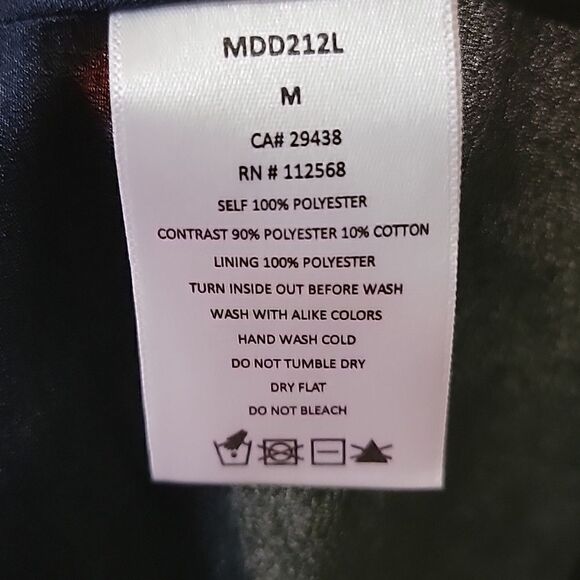 MDD212L
M
CA# 29438
RN # 112568
SELF 100% POLYESTER
CONTRAST 90% POLYESTER 10% COTTON
LINING 100% POLYESTER
TURN INSIDE OUT BEFORE WASH
WASH WITH ALIKE COLORS
HAND WASH COLD
DO NOT TUMBLE DRY
DRY FLAT
DO NOT BLEACH